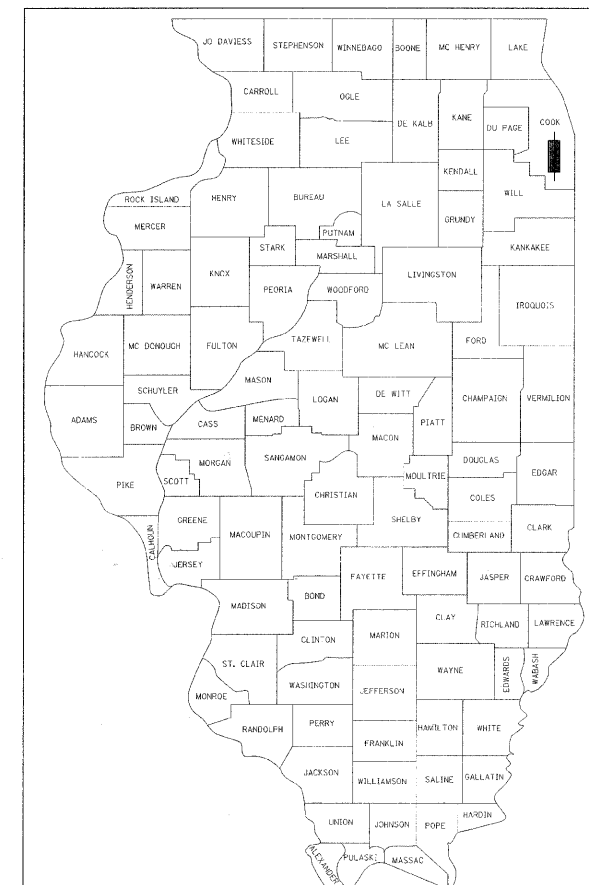 JO DAVIESS
STEPHENSON
WINNEBAGO
BOONE
MC HENRY
LAKE
CARROLL
OGLE
DE KALB
KANE
DU PAGE
COOK
WHITESIDE
LEE
KENDALL
WILL
ROCK ISLAND
HENRY
BUREAU
LA SALLE
GRUNDY
MERCER
PUTNAM
STARK
MARSHALL
KANKAKEE
HENDERSON
WARREN
KNOX
PEORIA
WOODFORD
LIVINGSTON
IROQUOIS
HANCOCK
MC DONOUGH
FULTON
TAZEWELL
MC LEAN
FORD
SCHUYLER
MASON
LOGAN
DE WITT
CHAMPAIGN
VERMILION
ADAMS
BROWN
CASS
MENARD
PIATT
MACON
PIKE
SCOTT
MORGAN
SANGAMON
CHRISTIAN
MOULTRIE
DOUGLAS
EDGAR
COLES
CALHOUN
GREENE
MACOUPIN
MONTGOMERY
SHELBY
CUMBERLAND
CLARK
JERSEY
FAYETTE
EFFINGHAM
JASPER
CRAWFORD
MADISON
BOND
CLAY
RICHLAND
LAWRENCE
CLINTON
MARION
ST. CLAIR
WAYNE
EDWARDS
WABASH
MONROE
WASHINGTON
JEFFERSON
RANDOLPH
PERRY
HAMILTON
WHITE
FRANKLIN
JACKSON
WILLIAMSON
SALINE
GALLATIN
UNION
JOHNSON
POPE
HARDIN
ALEXANDER
PULASKI
MASSAC